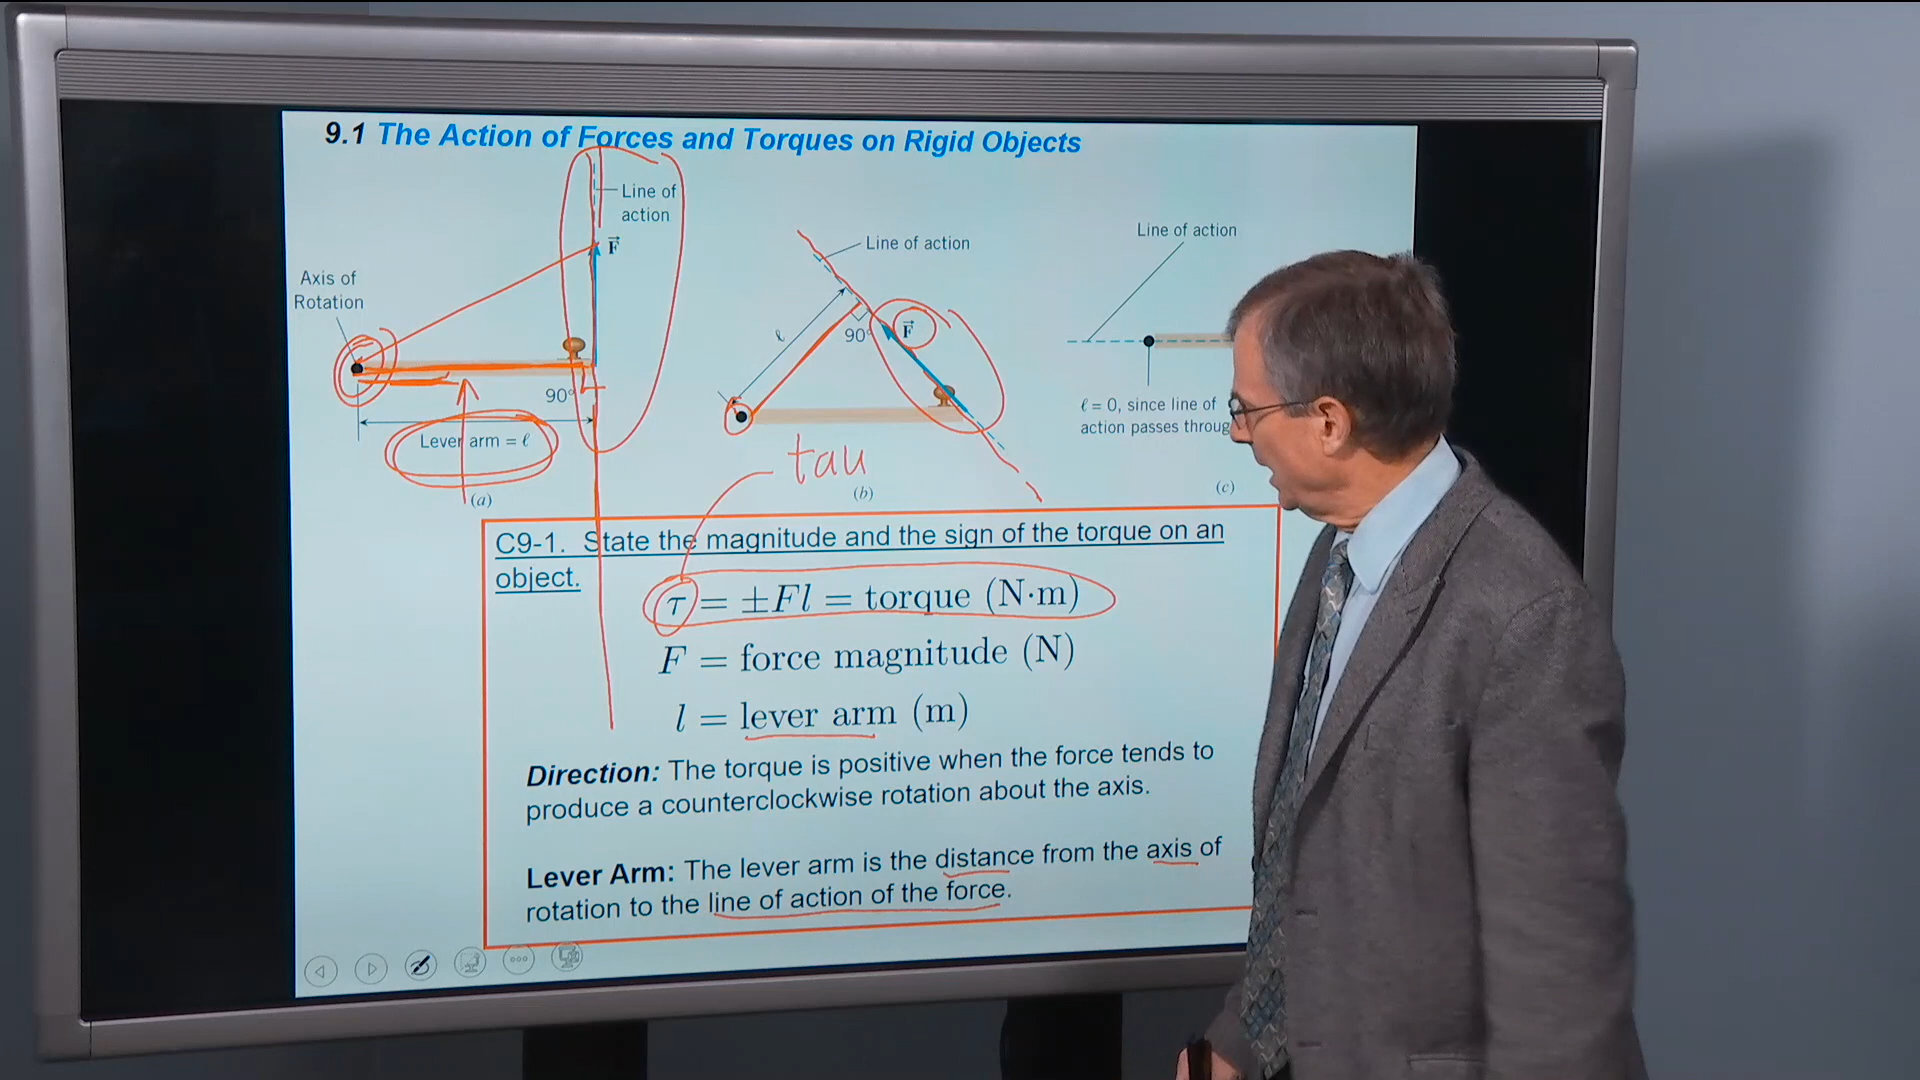 9.1 The Action of Forces and Torques on Rigid Objects
Line of
action
F⃗
Axis of
Rotation
90°
Lever arm = ℓ
(a)
Line of action
ℓ
90°
F⃗
tau
(b)
Line of action
ℓ = 0, since line of
action passes
(c)
C9-1. State the magnitude and the sign of the torque on an
object.
τ = ±Fl = torque (N·m)
F = force magnitude (N)
l = lever arm (m)
Direction: The torque is positive when the force tends to
produce a counterclockwise rotation about the axis.
Lever Arm: The lever arm is the distance from the axis of
rotation to the line of action of the force.